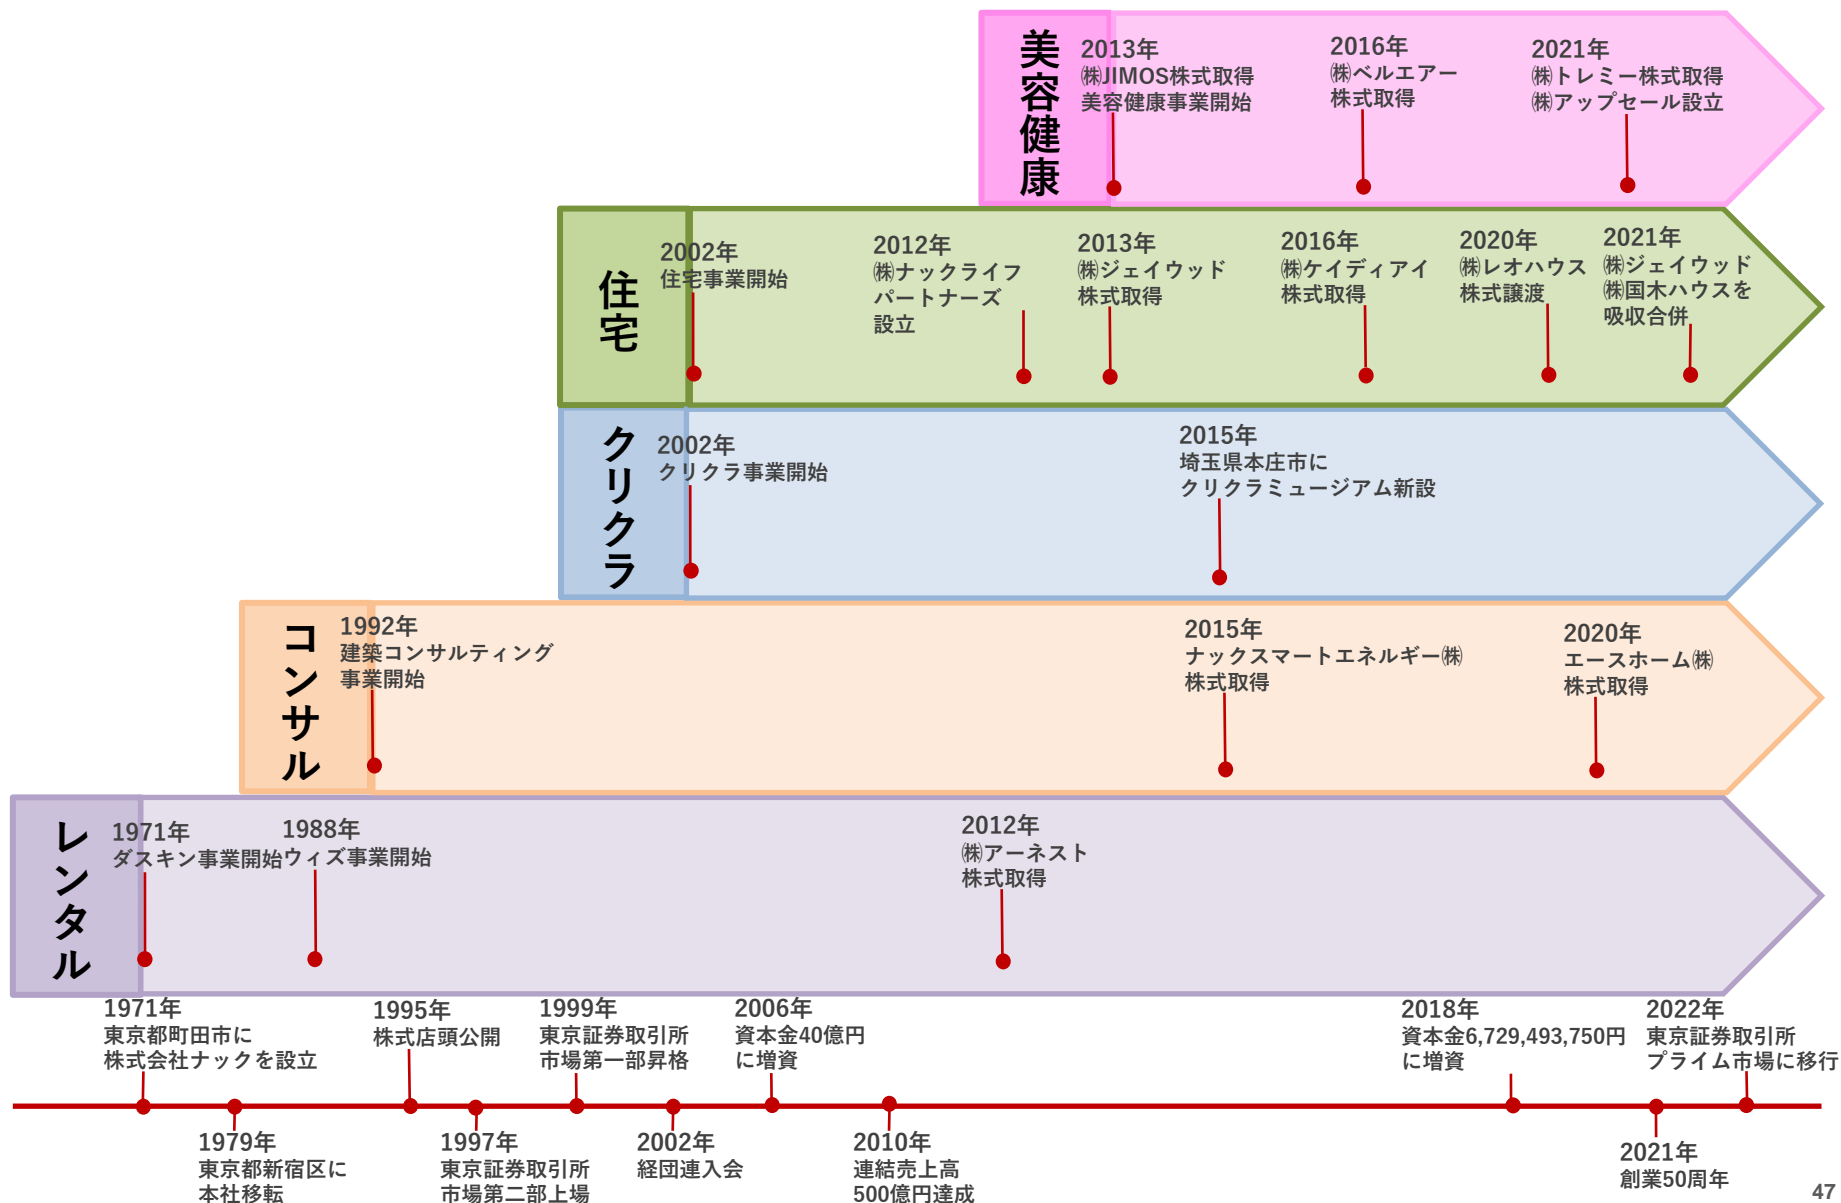 美容健康
2013年
㈱JIMOS株式取得
美容健康事業開始
2016年
㈱ベルエアー
株式取得
2021年
㈱トレミー株式取得
㈱アップセール設立
住宅
2002年
住宅事業開始
2012年
㈱ナックライフ
パートナーズ
設立
2013年
㈱ジェイウッド
株式取得
2016年
㈱ケイディアイ
株式取得
2020年
㈱レオハウス
株式譲渡
2021年
㈱ジェイウッド
㈱国木ハウスを
吸収合併
クリクラ
2002年
クリクラ事業開始
2015年
埼玉県本庄市に
クリクラミュージアム新設
コンサル
1992年
建築コンサルティング
事業開始
2015年
ナックスマートエネルギー㈱
株式取得
2020年
エースホーム㈱
株式取得
レンタル
1971年
ダスキン事業開始
1988年
ウィズ事業開始
2012年
㈱アーネスト
株式取得
1971年
東京都町田市に
株式会社ナックを設立
1995年
株式店頭公開
1999年
東京証券取引所
市場第一部昇格
2006年
資本金40億円
に増資
2018年
資本金6,729,493,750円
に増資
2022年
東京証券取引所
プライム市場に移行
1979年
東京都新宿区に
本社移転
1997年
東京証券取引所
市場第二部上場
2002年
経団連入会
2010年
連結売上高
500億円達成
2021年
創業50周年
47